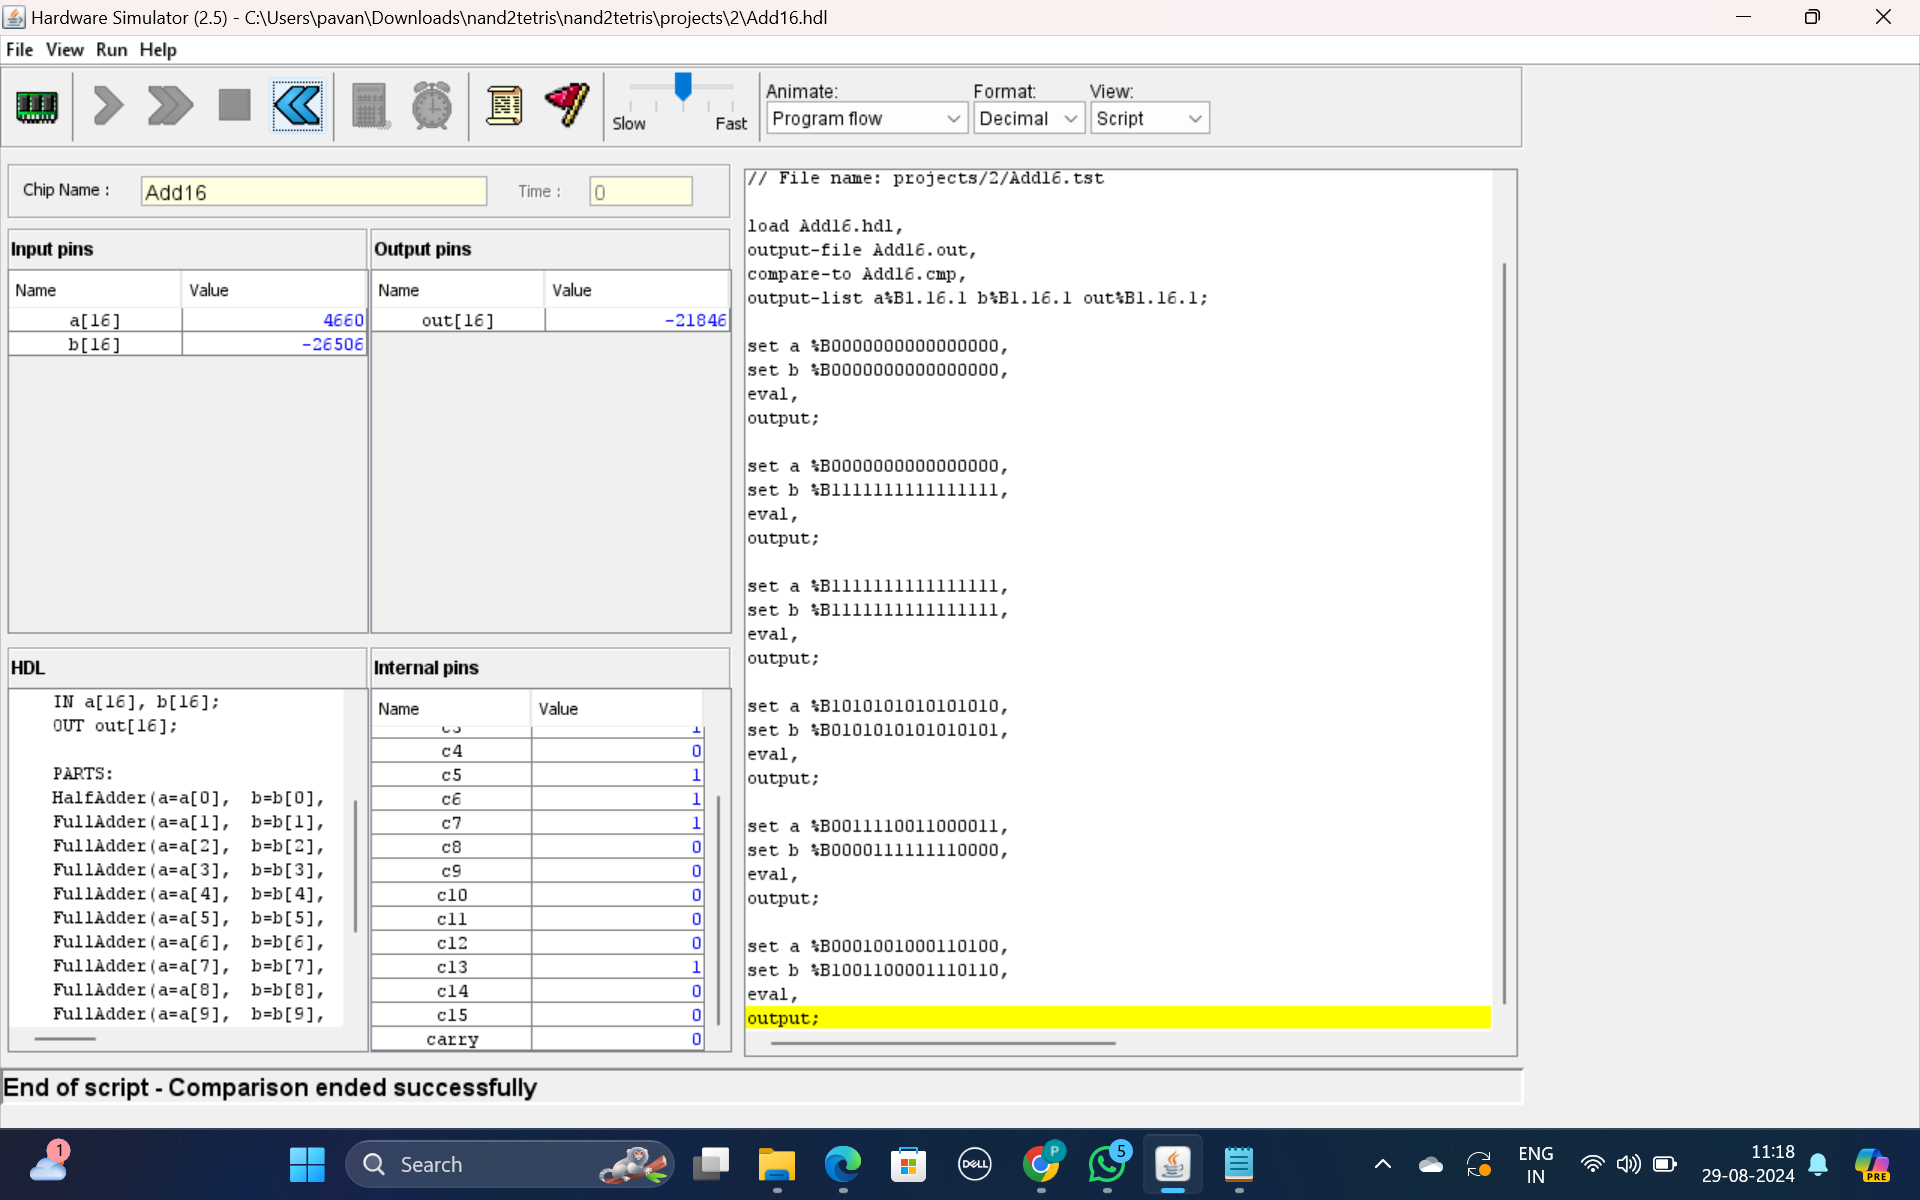 Hardware Simulator (2.5) - C:\Users\pavan\Downloads\nand2tetris\nand2tetris\projects\2\Add16.hdl
File View Run Help
Slow Fast
Animate: Format: View:
Program flow Decimal Script
Chip Name : Add16 Time : 0
Input pins
Name Value
a[16] 4660
b[16] -26506
Output pins
Name Value
out[16] -21846
HDL
IN a[16], b[16];
OUT out[16];
PARTS:
HalfAdder(a=a[0], b=b[0],
FullAdder(a=a[1], b=b[1],
FullAdder(a=a[2], b=b[2],
FullAdder(a=a[3], b=b[3],
FullAdder(a=a[4], b=b[4],
FullAdder(a=a[5], b=b[5],
FullAdder(a=a[6], b=b[6],
FullAdder(a=a[7], b=b[7],
FullAdder(a=a[8], b=b[8],
FullAdder(a=a[9], b=b[9],
Internal pins
Name Value
c3 1
c4 0
c5 1
c6 1
c7 1
c8 0
c9 0
c10 0
c11 0
c12 0
c13 1
c14 0
c15 0
carry 0
// File name: projects/2/Add16.tst
load Add16.hdl,
output-file Add16.out,
compare-to Add16.cmp,
output-list a%B1.16.1 b%B1.16.1 out%B1.16.1;
set a %B0000000000000000,
set b %B0000000000000000,
eval,
output;
set a %B0000000000000000,
set b %B1111111111111111,
eval,
output;
set a %B1111111111111111,
set b %B1111111111111111,
eval,
output;
set a %B1010101010101010,
set b %B0101010101010101,
eval,
output;
set a %B0011110011000011,
set b %B0000111111110000,
eval,
output;
set a %B0001001000110100,
set b %B1001100001110110,
eval,
output;
End of script - Comparison ended successfully
1
Search
DELL
P
5
PRE
ENG
IN
11:18
29-08-2024